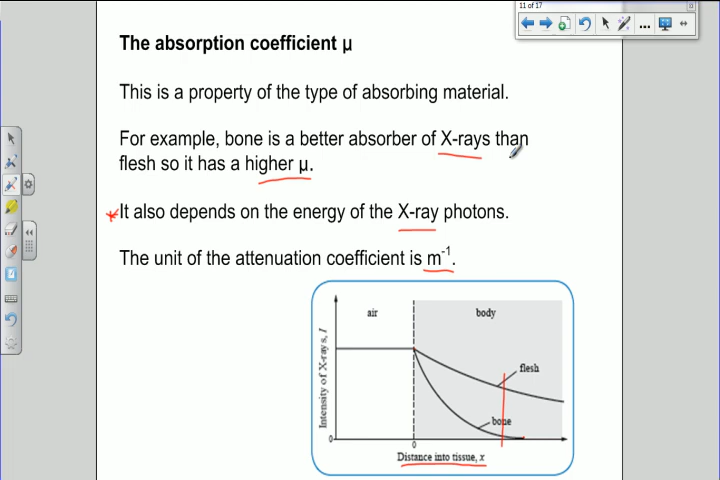 11 of 17
The absorption coefficient μ
This is a property of the type of absorbing material.
For example, bone is a better absorber of X-rays than
flesh so it has a higher μ.
*It also depends on the energy of the X-ray photons.
The unit of the attenuation coefficient is m⁻¹.
air
body
Intensity of X-rays, I
flesh
bone
0
0
Distance into tissue, x